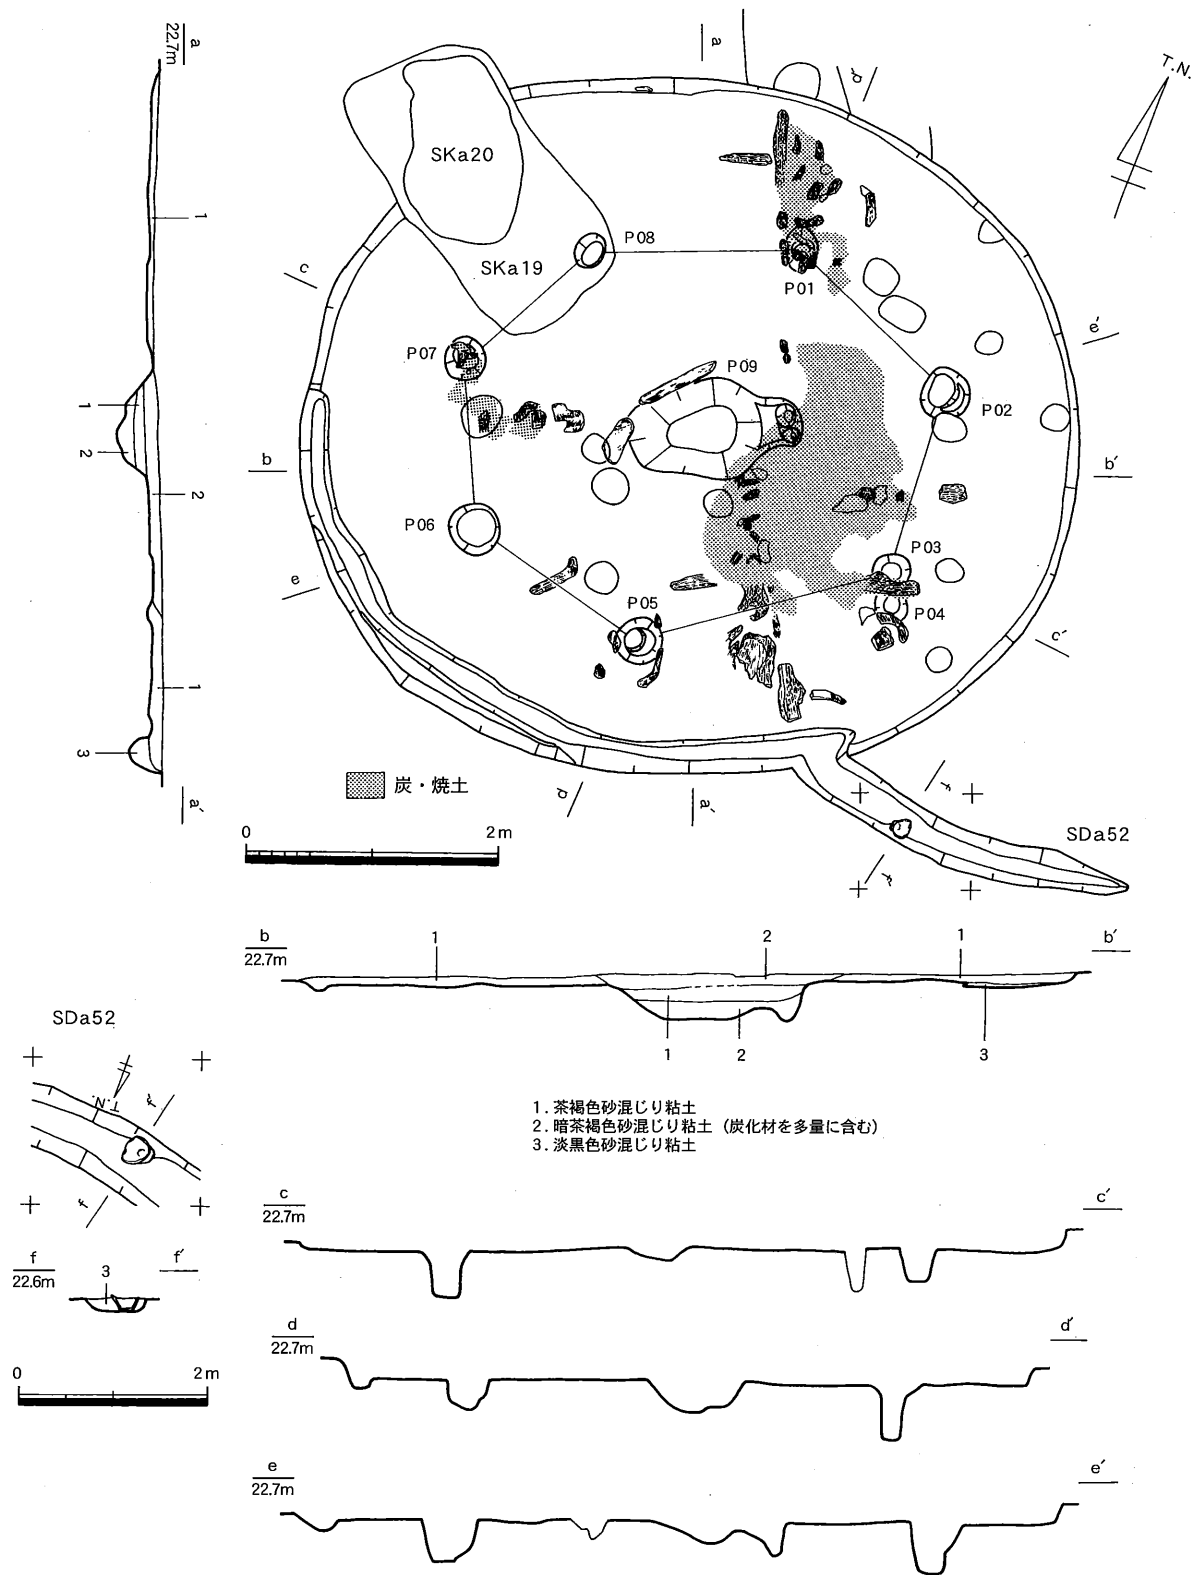 a
22.7m
1
1
2
2
1
3
a′
a
d′
T.N.
SKa20
SKa19
P08
P01
c
e′
P07
P09
P02
b
b′
P06
P03
e
P05
P04
c′
炭・焼土
d
a′
f
f′
SDa52
0 2m
b
22.7m
1
2
1
b′
1
2
3
SDa52
T.N.
f′
f
1. 茶褐色砂混じり粘土
2. 暗茶褐色砂混じり粘土（炭化材を多量に含む）
3. 淡黒色砂混じり粘土
c
22.7m
c′
f
22.6m
3
f′
d
22.7m
d′
0 2m
e
22.7m
e′